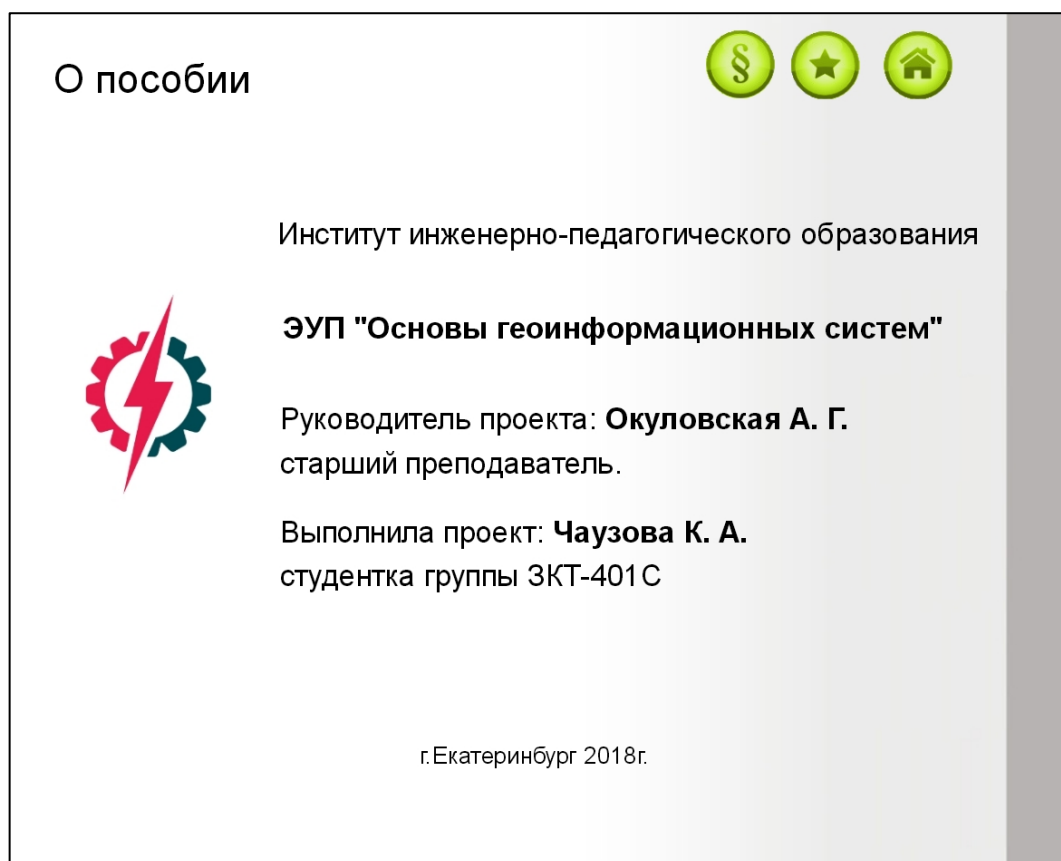 О пособии
§
Институт инженерно-педагогического образования
ЭУП "Основы геоинформационных систем"
Руководитель проекта: Окуловская А. Г.
старший преподаватель.
Выполнила проект: Чаузова К. А.
студентка группы ЗКТ-401С
г.Екатеринбург 2018г.